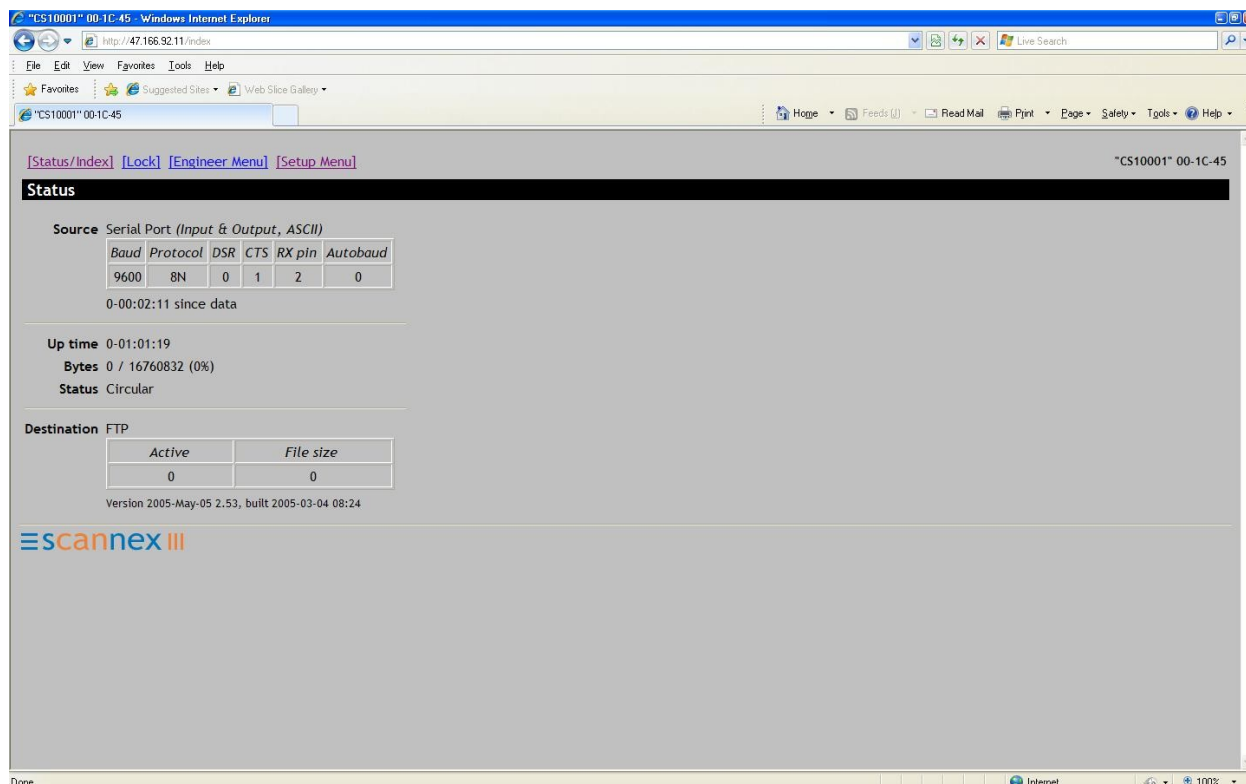 "CS10001" 00-1C-45 - Windows Internet Explorer
http://47.166.92.11/index
Live Search
File Edit View Favorites Tools Help
Favorites Suggested Sites Web Slice Gallery
"CS10001" 00-1C-45
Home Feeds (J) Read Mail Print Page Safety Tools Help
[Status/Index] [Lock] [Engineer Menu] [Setup Menu]
"CS10001" 00-1C-45
Status
Source Serial Port (Input & Output, ASCII)
Baud Protocol DSR CTS RX pin Autobaud
9600 8N 0 1 2 0
0-00:02:11 since data
Up time 0-01:01:19
Bytes 0 / 16760832 (0%)
Status Circular
Destination FTP
Active File size
0 0
Version 2005-May-05 2.53, built 2005-03-04 08:24
scannex
Done
Internet
100%